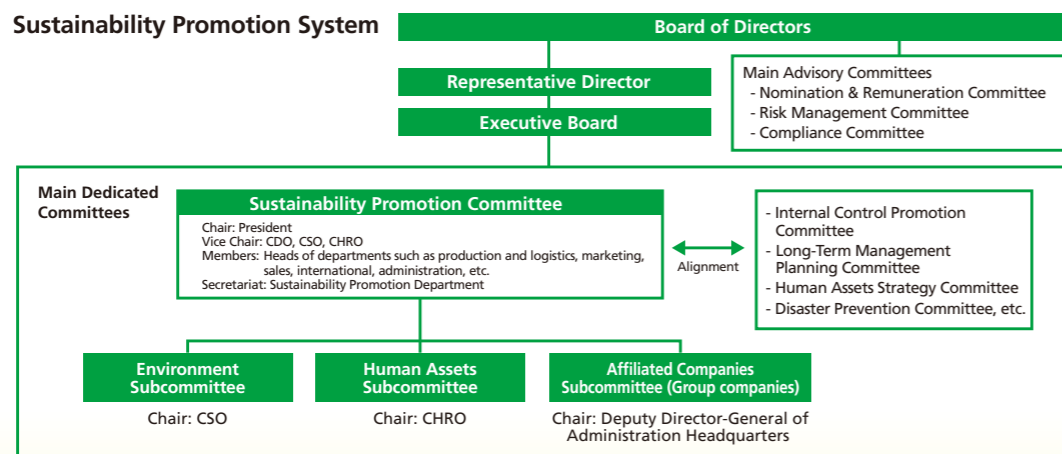 Sustainability Promotion System
Board of Directors
Representative Director
Executive Board
Main Advisory Committees
- Nomination & Remuneration Committee
- Risk Management Committee
- Compliance Committee
Main Dedicated
Committees
Sustainability Promotion Committee
Chair: President
Vice Chair: CDO, CSO, CHRO
Members: Heads of departments such as production and logistics, marketing,
sales, international, administration, etc.
Secretariat: Sustainability Promotion Department
Alignment
- Internal Control Promotion
Committee
- Long-Term Management
Planning Committee
- Human Assets Strategy Committee
- Disaster Prevention Committee, etc.
Environment
Subcommittee
Chair: CSO
Human Assets
Subcommittee
Chair: CHRO
Affiliated Companies
Subcommittee (Group companies)
Chair: Deputy Director-General of
Administration Headquarters